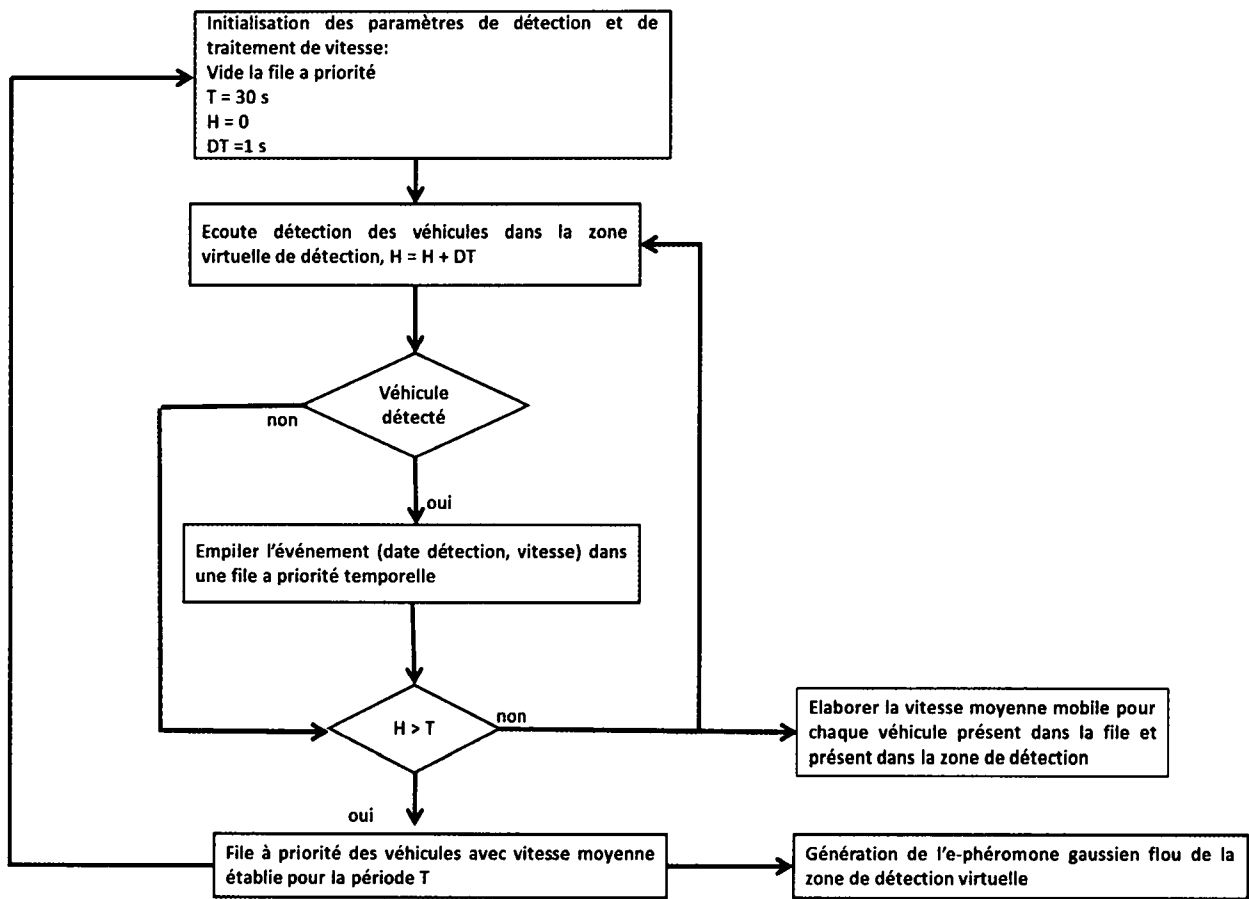 Initialisation des paramètres de détection et de
traitement de vitesse:
Vide la file a priorité
T = 30 s
H = 0
DT =1 s
Ecoute détection des véhicules dans la zone
virtuelle de détection, H = H + DT
Véhicule
détecté
non
oui
Empiler l'événement (date détection, vitesse) dans
une file a priorité temporelle
H > T
non
Elaborer la vitesse moyenne mobile pour
chaque véhicule présent dans la file et
présent dans la zone de détection
oui
File à priorité des véhicules avec vitesse moyenne
établie pour la période T
Génération de l'e-phéromone gaussien flou de la
zone de détection virtuelle